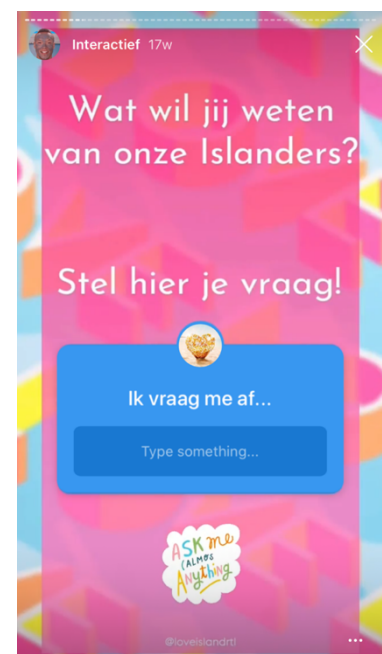 Interactief 17w
Wat wil jij weten
van onze Islanders?
Stel hier je vraag!
Ik vraag me af...
Type something...
ASK me
(ALMOS
Anything
@loveislandrtl